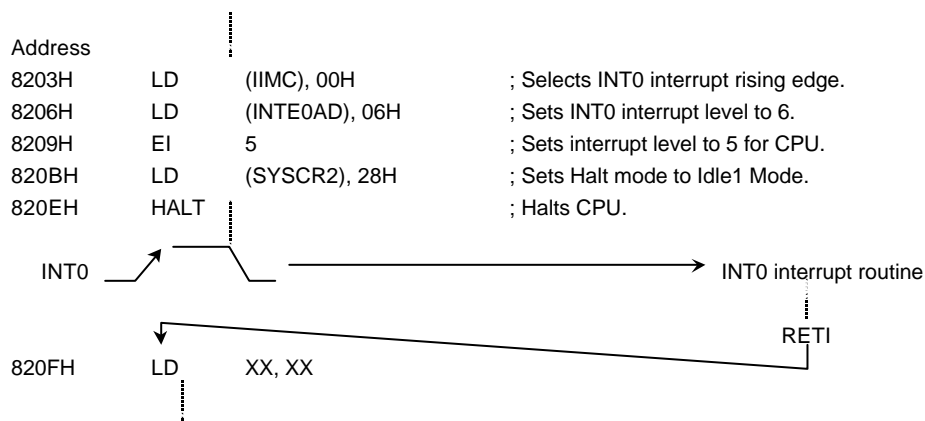 Address
8203H LD (IIMC), 00H ; Selects INT0 interrupt rising edge.
8206H LD (INTE0AD), 06H ; Sets INT0 interrupt level to 6.
8209H EI 5 ; Sets interrupt level to 5 for CPU.
820BH LD (SYSCR2), 28H ; Sets Halt mode to Idle1 Mode.
820EH HALT ; Halts CPU.
INT0 INT0 interrupt routine
RETI
820FH LD XX, XX